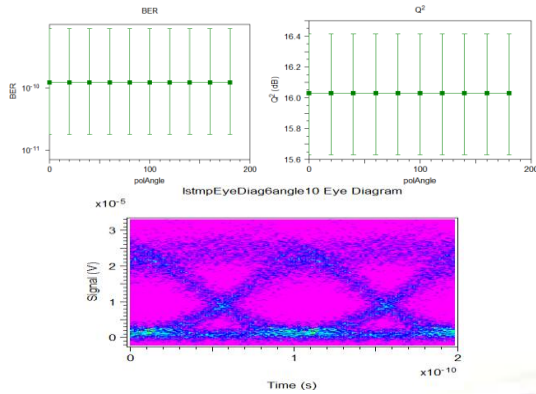 BER
BER
10⁻¹⁰
10⁻¹¹
0
100
200
polAngle
Q²
Q² (dB)
16.4
16.2
16.0
15.8
15.6
0
100
200
polAngle
lstmpEyeDiag6angle10 Eye Diagram
x10⁻⁵
Signal (V)
3
2
1
0
0
1
2
x10⁻¹⁰
Time (s)